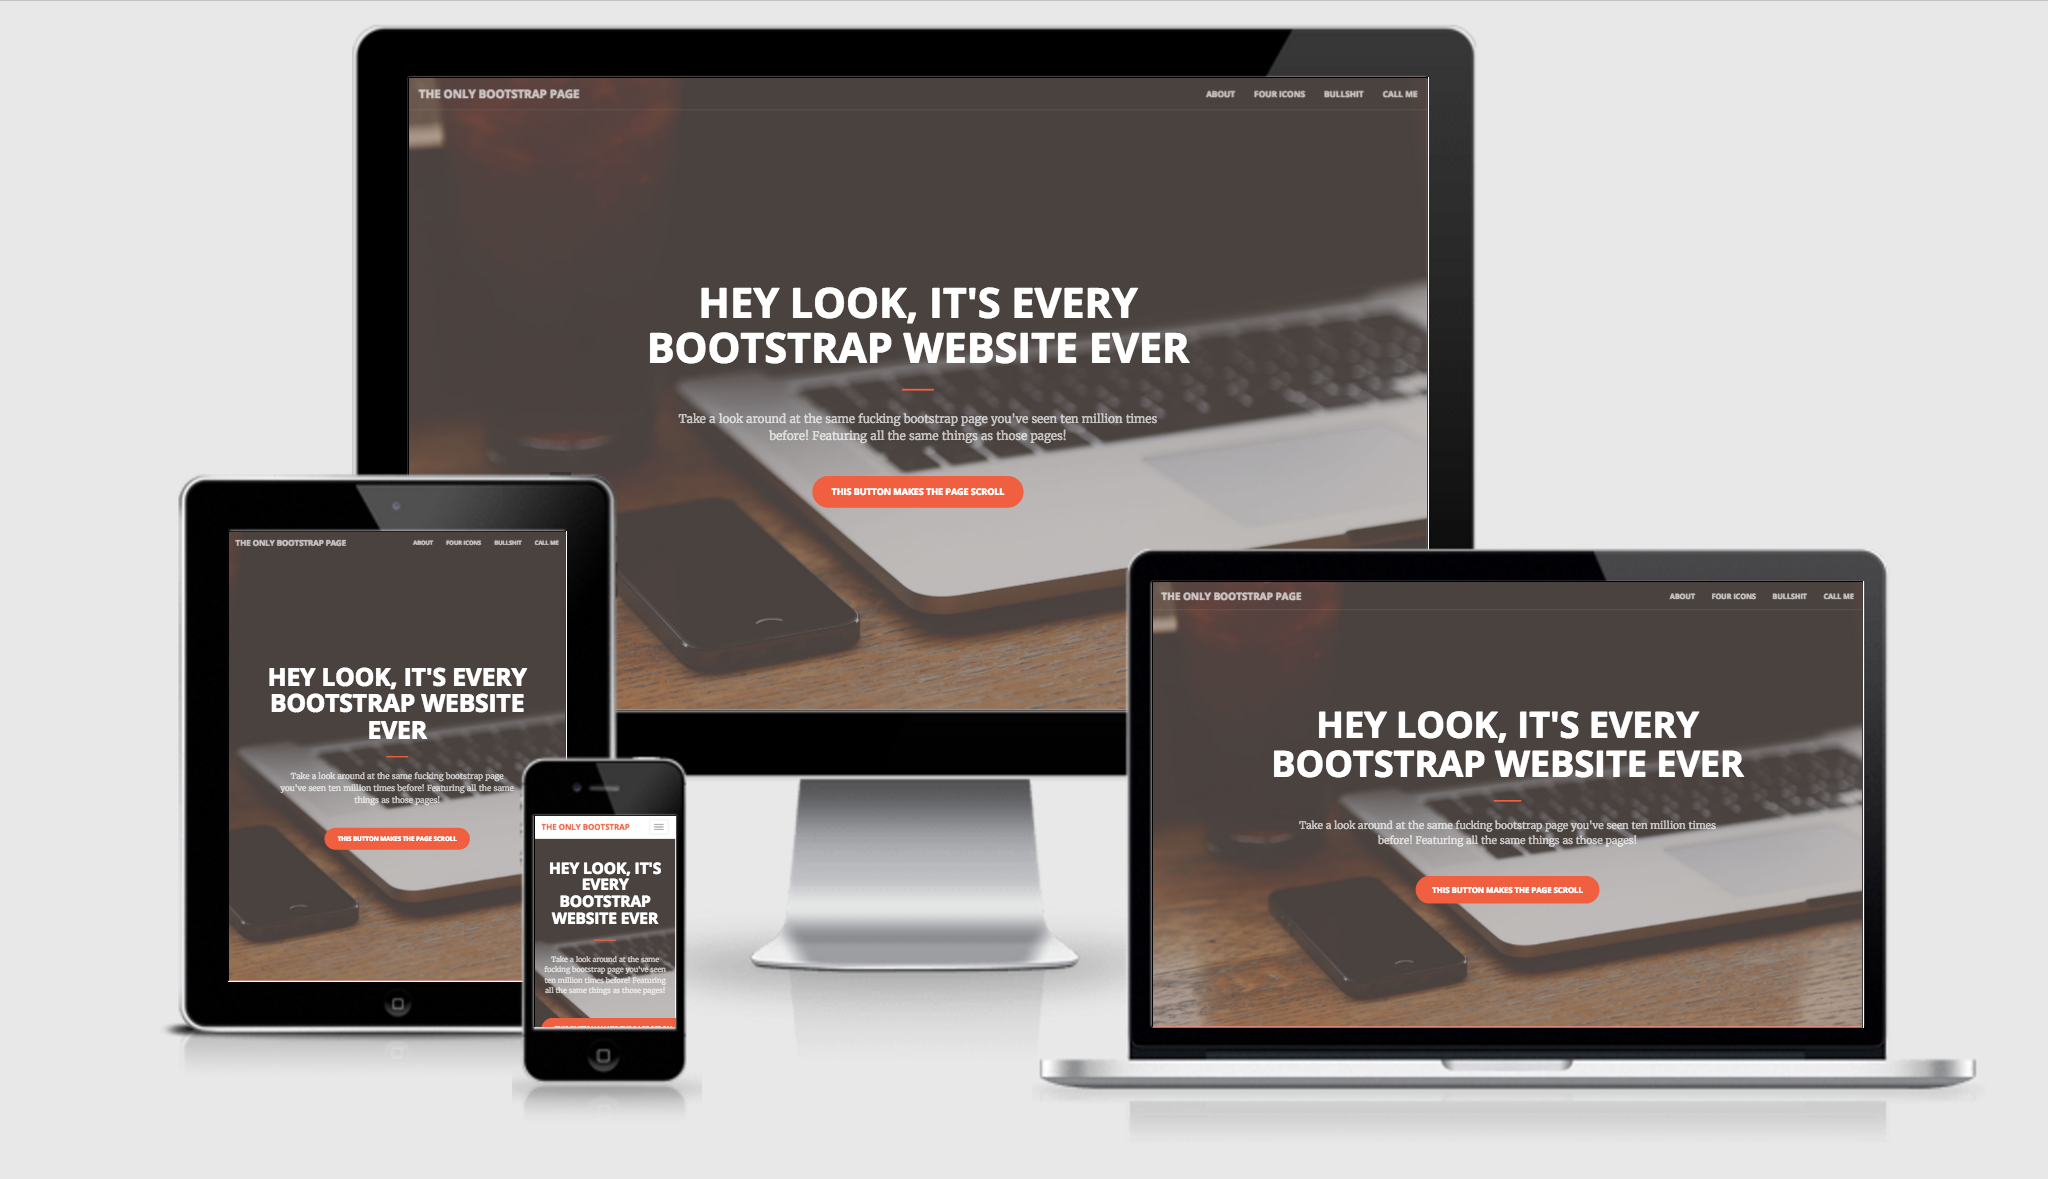 THE ONLY BOOTSTRAP PAGE
ABOUT FOUR ICONS BULLSHIT CALL ME
HEY LOOK, IT'S EVERY
BOOTSTRAP WEBSITE EVER
Take a look around at the same fucking bootstrap page you've seen ten million times
before! Featuring all the same things as those pages!
THIS BUTTON MAKES THE PAGE SCROLL
THE ONLY BOOTSTRAP PAGE
ABOUT FOUR ICONS BULLSHIT CALL ME
HEY LOOK, IT'S EVERY
BOOTSTRAP WEBSITE
EVER
Take a look around at the same fucking bootstrap page
you've seen ten million times before! Featuring all the same
things as those pages!
THIS BUTTON MAKES THE PAGE SCROLL
THE ONLY BOOTSTRAP
HEY LOOK, IT'S
EVERY
BOOTSTRAP
WEBSITE EVER
Take a look around at the same
fucking bootstrap page you've seen
ten million times before! Featuring
all the same things as those pages!
THE ONLY BOOTSTRAP PAGE
ABOUT FOUR ICONS BULLSHIT CALL ME
HEY LOOK, IT'S EVERY
BOOTSTRAP WEBSITE EVER
Take a look around at the same fucking bootstrap page you've seen ten million times
before! Featuring all the same things as those pages!
THIS BUTTON MAKES THE PAGE SCROLL